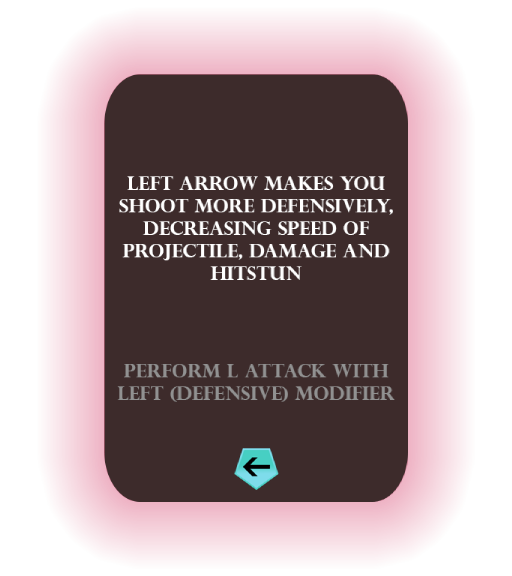 LEFT ARROW MAKES YOU
SHOOT MORE DEFENSIVELY,
DECREASING SPEED OF
PROJECTILE, DAMAGE AND
HITSTUN
PERFORM L ATTACK WITH
LEFT (DEFENSIVE) MODIFIER